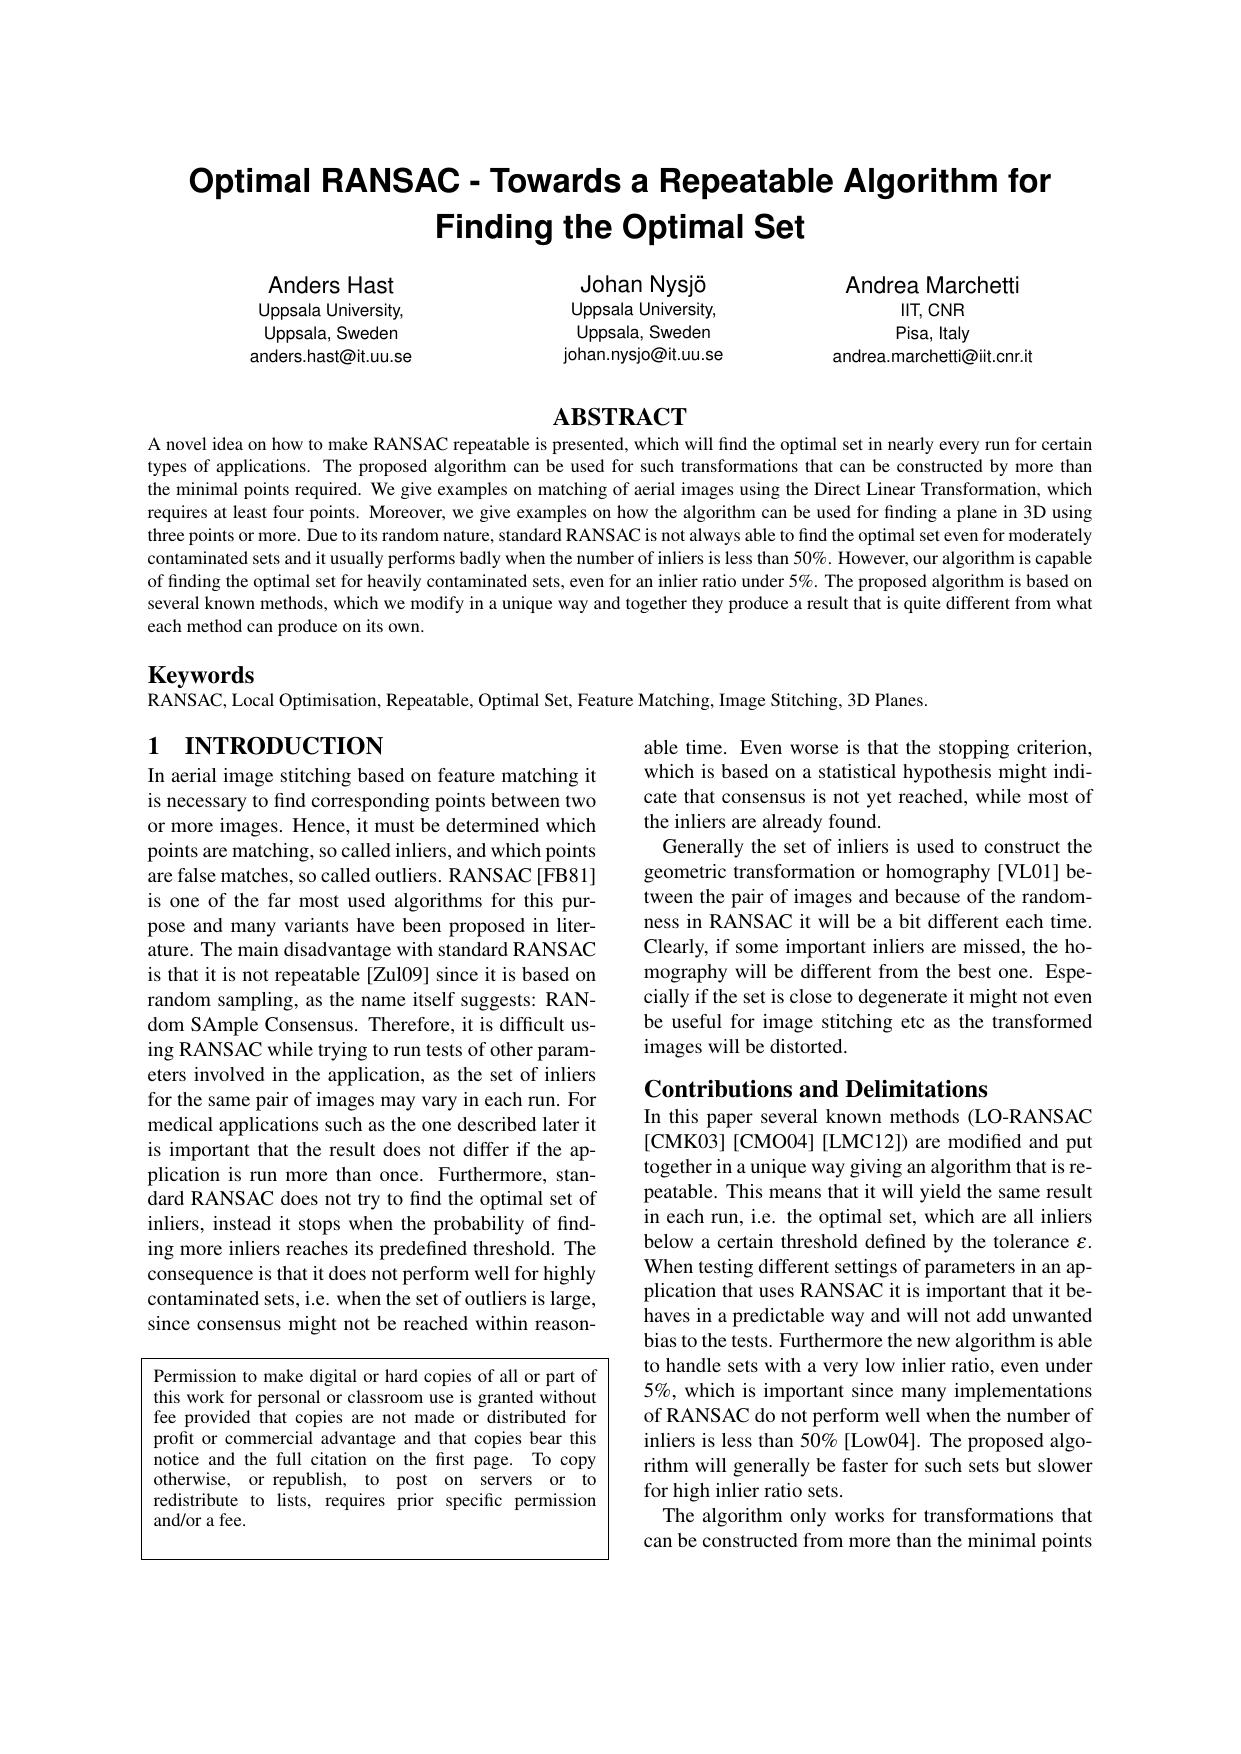 Optimal RANSAC - Towards a Repeatable Algorithm for
Finding the Optimal Set
Anders Hast
Uppsala University,
Uppsala, Sweden
anders.hast@it.uu.se
Johan Nysjö
Uppsala University,
Uppsala, Sweden
johan.nysjo@it.uu.se
Andrea Marchetti
IIT, CNR
Pisa, Italy
andrea.marchetti@iit.cnr.it
ABSTRACT
A novel idea on how to make RANSAC repeatable is presented, which will find the optimal set in nearly every run for certain
types of applications. The proposed algorithm can be used for such transformations that can be constructed by more than
the minimal points required. We give examples on matching of aerial images using the Direct Linear Transformation, which
requires at least four points. Moreover, we give examples on how the algorithm can be used for finding a plane in 3D using
three points or more. Due to its random nature, standard RANSAC is not always able to find the optimal set even for moderately
contaminated sets and it usually performs badly when the number of inliers is less than 50%. However, our algorithm is capable
of finding the optimal set for heavily contaminated sets, even for an inlier ratio under 5%. The proposed algorithm is based on
several known methods, which we modify in a unique way and together they produce a result that is quite different from what
each method can produce on its own.
Keywords
RANSAC, Local Optimisation, Repeatable, Optimal Set, Feature Matching, Image Stitching, 3D Planes.
1 INTRODUCTION
In aerial image stitching based on feature matching it
is necessary to find corresponding points between two
or more images. Hence, it must be determined which
points are matching, so called inliers, and which points
are false matches, so called outliers. RANSAC [FB81]
is one of the far most used algorithms for this pur-
pose and many variants have been proposed in liter-
ature. The main disadvantage with standard RANSAC
is that it is not repeatable [Zul09] since it is based on
random sampling, as the name itself suggests: RAN-
dom SAmple Consensus. Therefore, it is difficult us-
ing RANSAC while trying to run tests of other param-
eters involved in the application, as the set of inliers
for the same pair of images may vary in each run. For
medical applications such as the one described later it
is important that the result does not differ if the ap-
plication is run more than once. Furthermore, stan-
dard RANSAC does not try to find the optimal set of
inliers, instead it stops when the probability of find-
ing more inliers reaches its predefined threshold. The
consequence is that it does not perform well for highly
contaminated sets, i.e. when the set of outliers is large,
since consensus might not be reached within reason-
Permission to make digital or hard copies of all or part of
this work for personal or classroom use is granted without
fee provided that copies are not made or distributed for
profit or commercial advantage and that copies bear this
notice and the full citation on the first page. To copy
otherwise, or republish, to post on servers or to
redistribute to lists, requires prior specific permission
and/or a fee.
able time. Even worse is that the stopping criterion,
which is based on a statistical hypothesis might indi-
cate that consensus is not yet reached, while most of
the inliers are already found.
Generally the set of inliers is used to construct the
geometric transformation or homography [VL01] be-
tween the pair of images and because of the random-
ness in RANSAC it will be a bit different each time.
Clearly, if some important inliers are missed, the ho-
mography will be different from the best one. Espe-
cially if the set is close to degenerate it might not even
be useful for image stitching etc as the transformed
images will be distorted.
Contributions and Delimitations
In this paper several known methods (LO-RANSAC
[CMK03] [CMO04] [LMC12]) are modified and put
together in a unique way giving an algorithm that is re-
peatable. This means that it will yield the same result
in each run, i.e. the optimal set, which are all inliers
below a certain threshold defined by the tolerance ε.
When testing different settings of parameters in an ap-
plication that uses RANSAC it is important that it be-
haves in a predictable way and will not add unwanted
bias to the tests. Furthermore the new algorithm is able
to handle sets with a very low inlier ratio, even under
5%, which is important since many implementations
of RANSAC do not perform well when the number of
inliers is less than 50% [Low04]. The proposed algo-
rithm will generally be faster for such sets but slower
for high inlier ratio sets.
The algorithm only works for transformations that
can be constructed from more than the minimal points